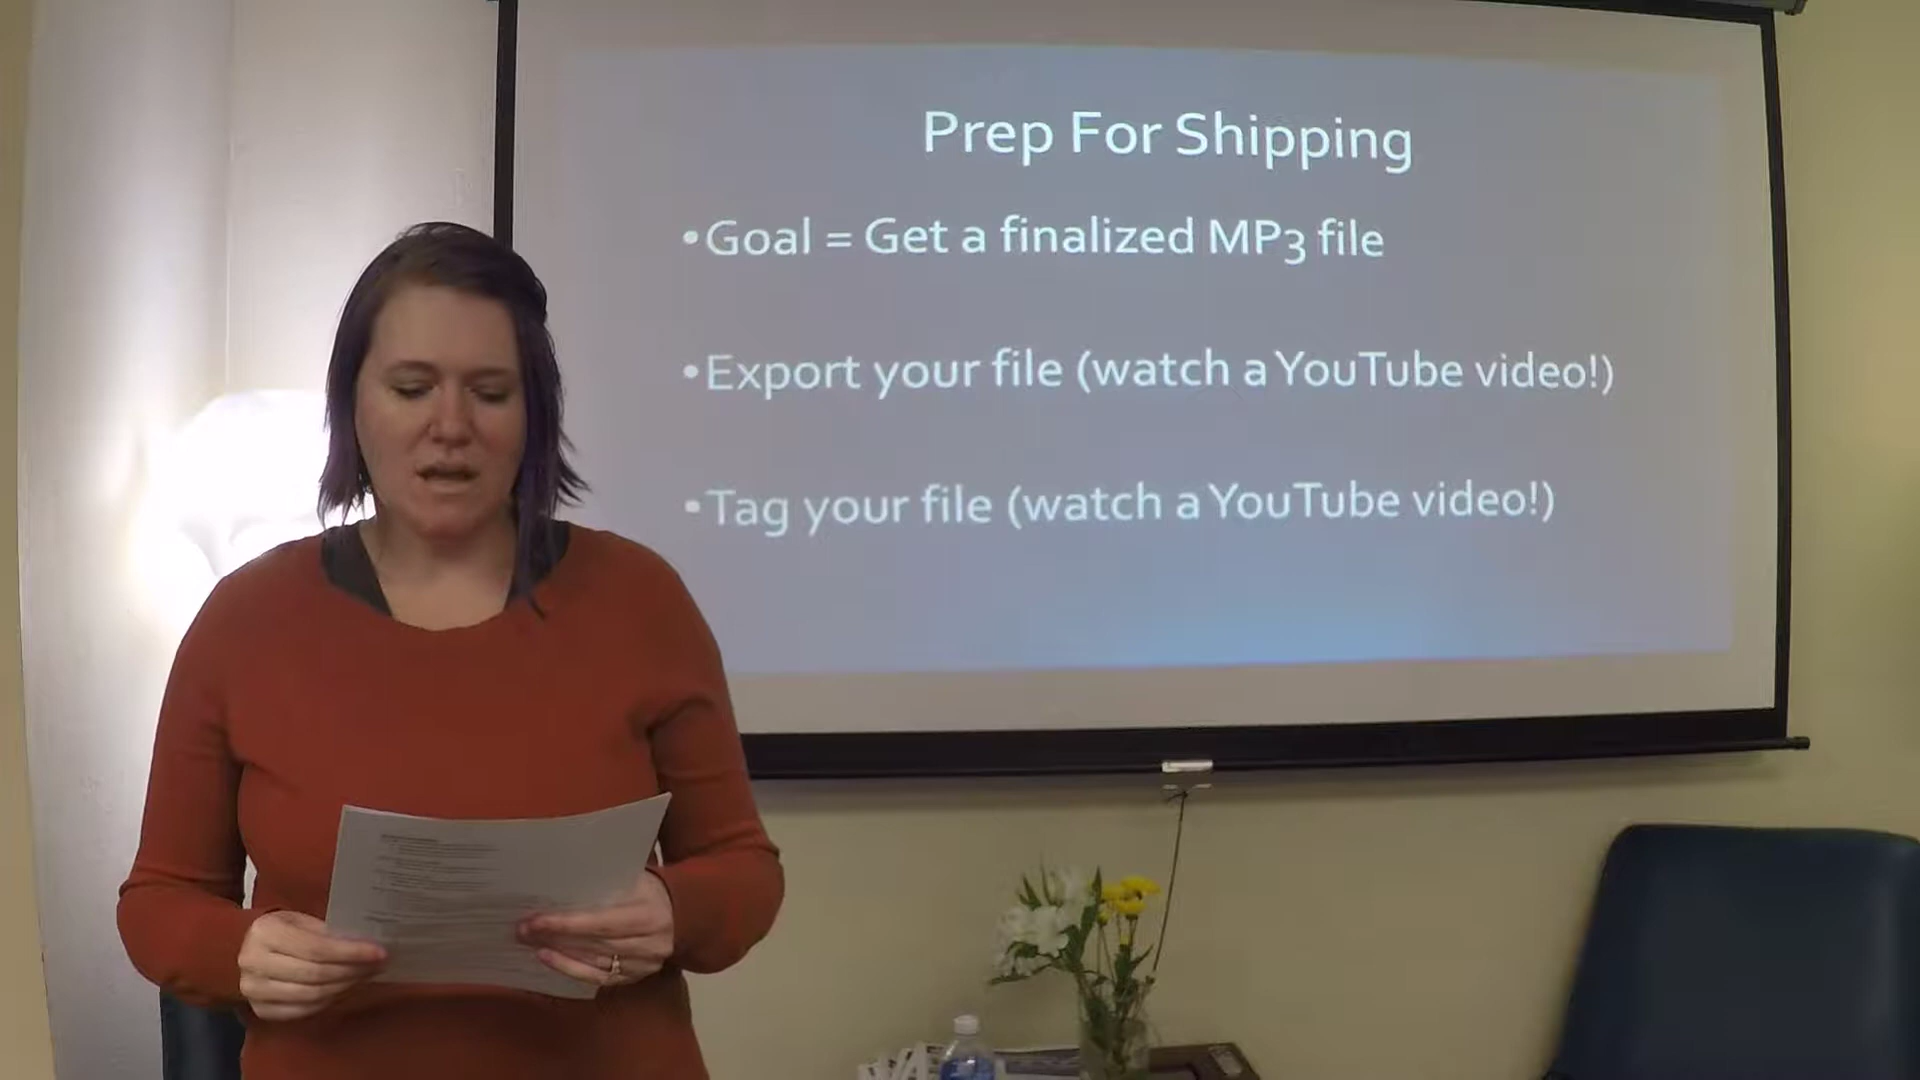 Prep For Shipping
•Goal = Get a finalized MP3 file
•Export your file (watch a YouTube video!)
•Tag your file (watch a YouTube video!)